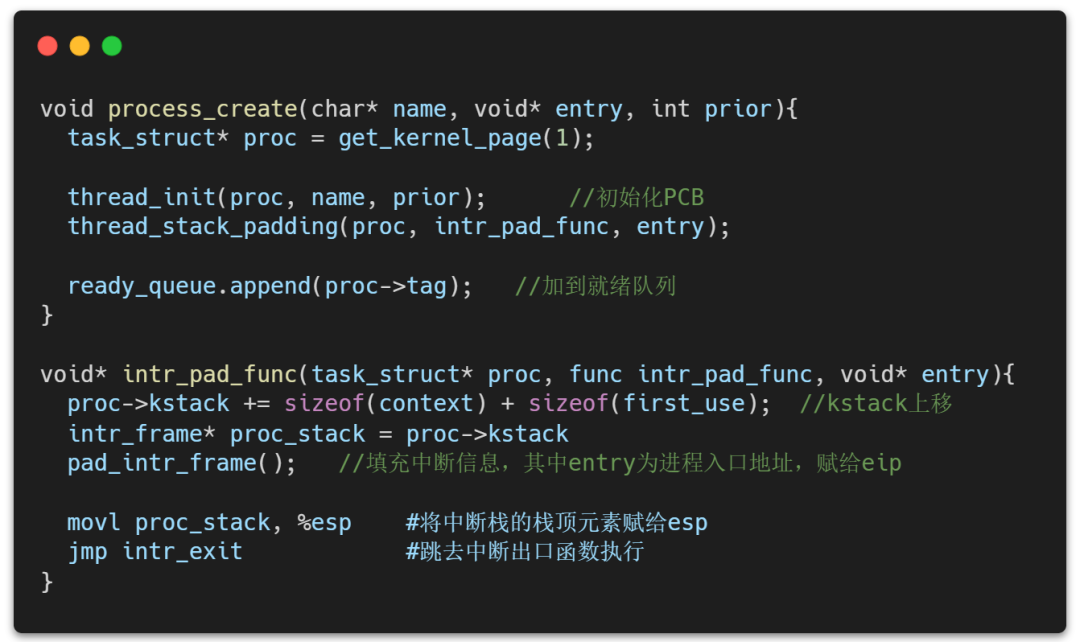 void process_create(char* name, void* entry, int prior){
  task_struct* proc = get_kernel_page(1);
  thread_init(proc, name, prior);      //初始化PCB
  thread_stack_padding(proc, intr_pad_func, entry);
  ready_queue.append(proc->tag);   //加到就绪队列
}
void* intr_pad_func(task_struct* proc, func intr_pad_func, void* entry){
  proc->kstack += sizeof(context) + sizeof(first_use);  //kstack上移
  intr_frame* proc_stack = proc->kstack
  pad_intr_frame();   //填充中断信息，其中entry为进程入口地址，赋给eip
  movl proc_stack, %esp    #将中断栈的栈顶元素赋给esp
  jmp intr_exit            #跳去中断出口函数执行
}